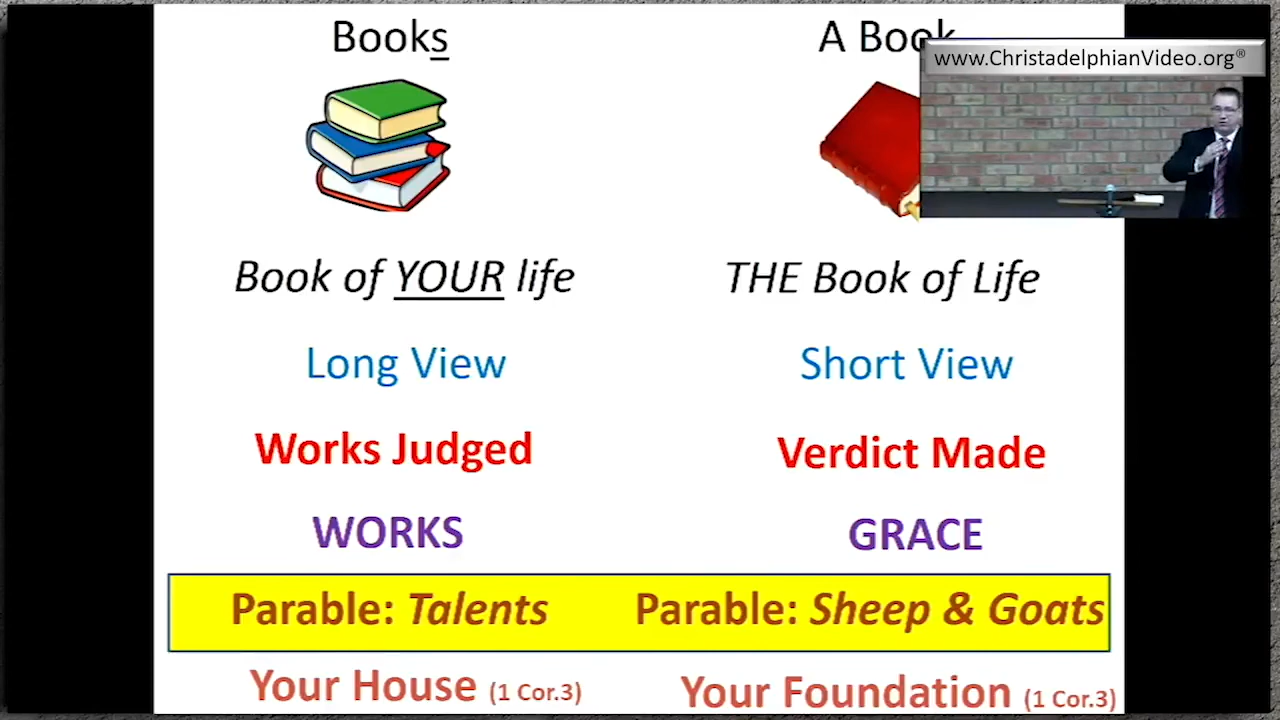 Books
A Book
www.ChristadelphianVideo.org®
Book of YOUR life
THE Book of Life
Long View
Short View
Works Judged
Verdict Made
WORKS
GRACE
Parable: Talents
Parable: Sheep & Goats
Your House (1 Cor.3)
Your Foundation (1 Cor.3)